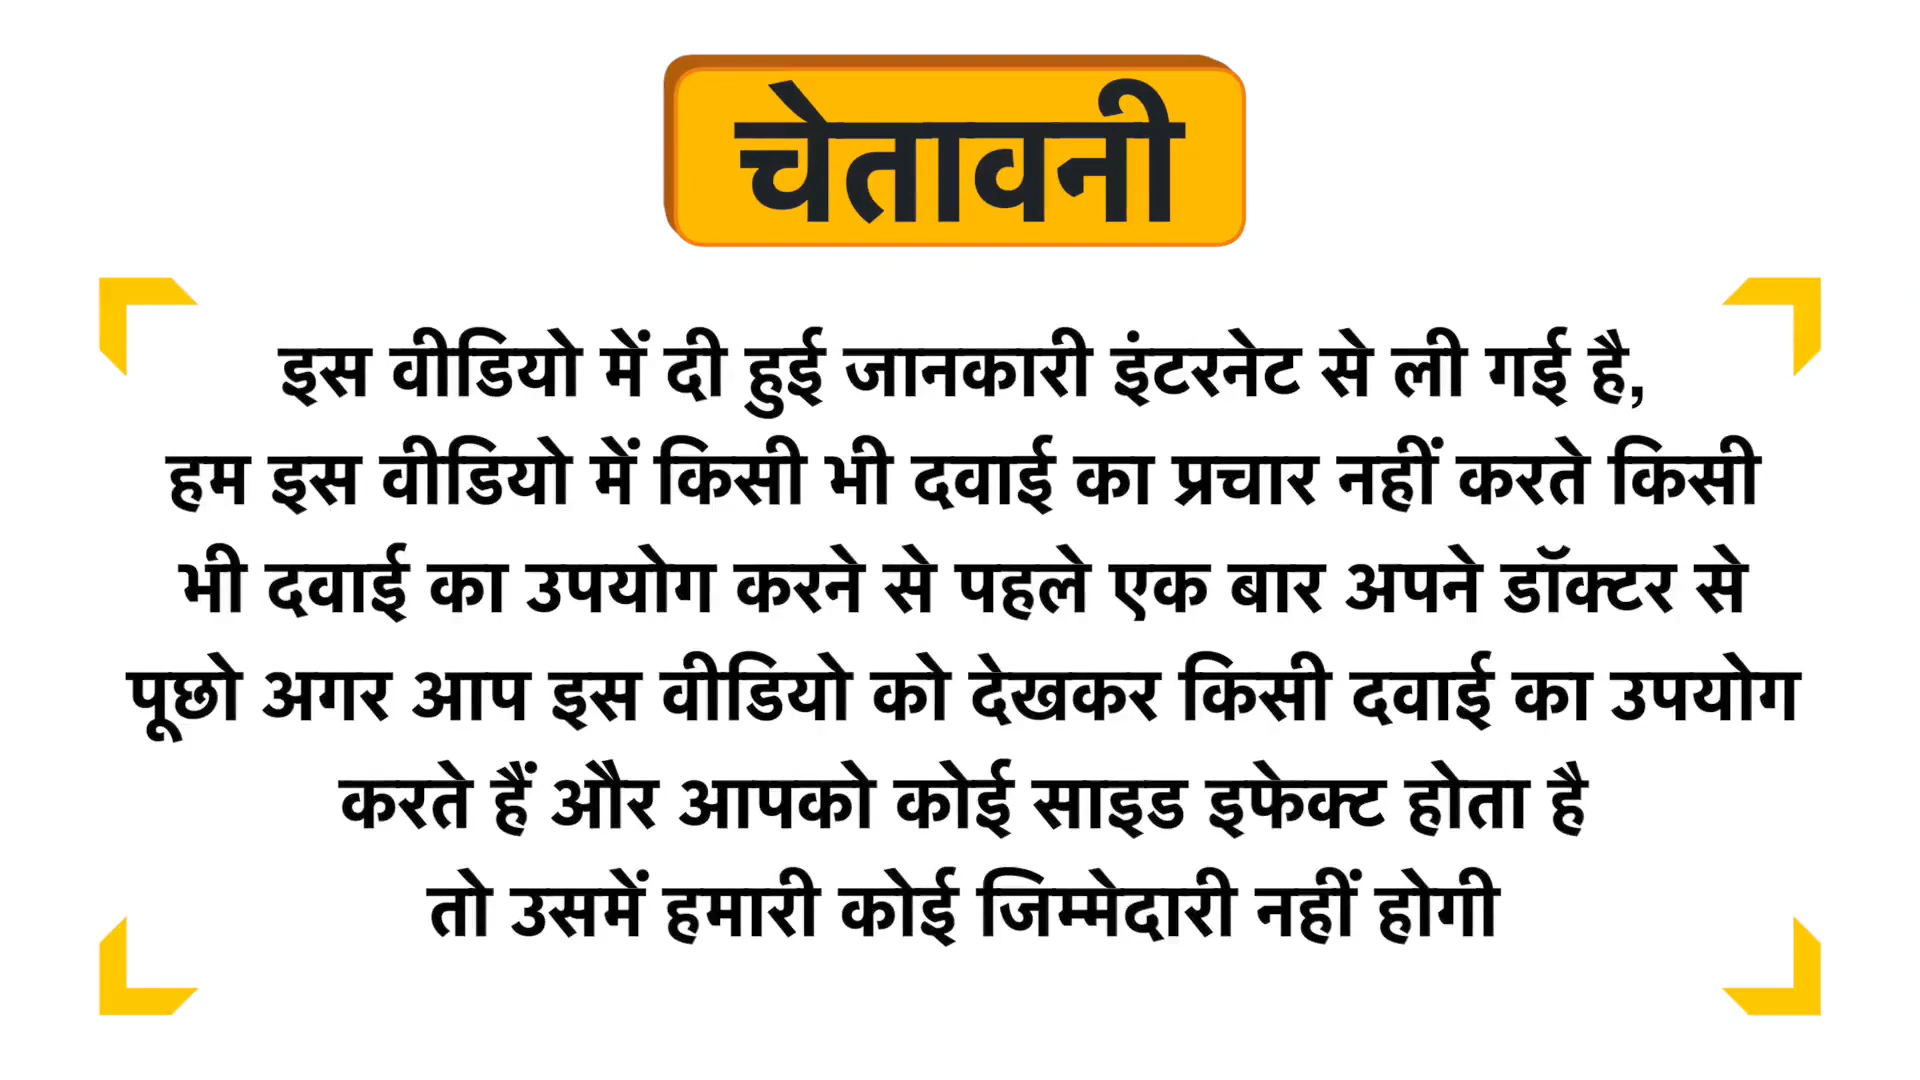 चेतावनी
इस वीडियो में दी हुई जानकारी इंटरनेट से ली गई है,
हम इस वीडियो में किसी भी दवाई का प्रचार नहीं करते किसी
भी दवाई का उपयोग करने से पहले एक बार अपने डॉक्टर से
पूछो अगर आप इस वीडियो को देखकर किसी दवाई का उपयोग
करते हैं और आपको कोई साइड इफेक्ट होता है
तो उसमें हमारी कोई जिम्मेदारी नहीं होगी